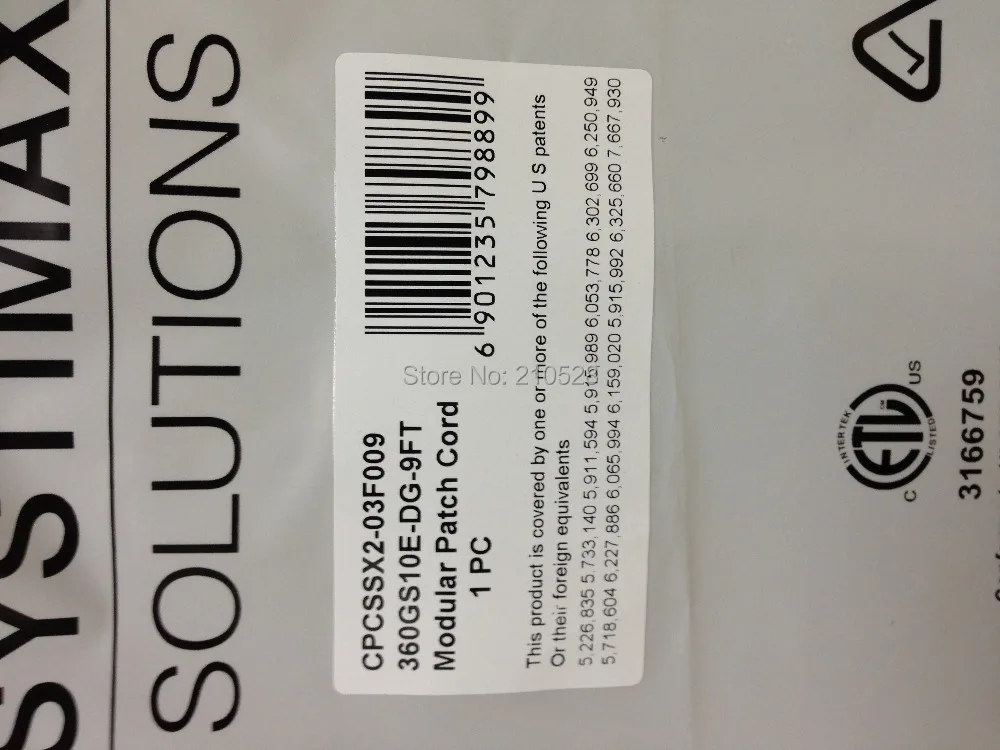 SYSTIMAX
SOLUTIONS
CPCSSX2-03F009
360GS10E-DG-9FT
Modular Patch Cord
1 PC
6 901235 798899
This product is covered by one or more of the following U S patents
Or their foreign equivalents
5,226,835 5.733,140 5,911,594 5,915,989 6,053,778 6,302,699 6,250,949
5,718,604 6,227,886 6,065,994 6,159,020 5,915,992 6,325,660 7,667,930
Store No:
INTERTEK
ETL
LISTED
C US
3166759